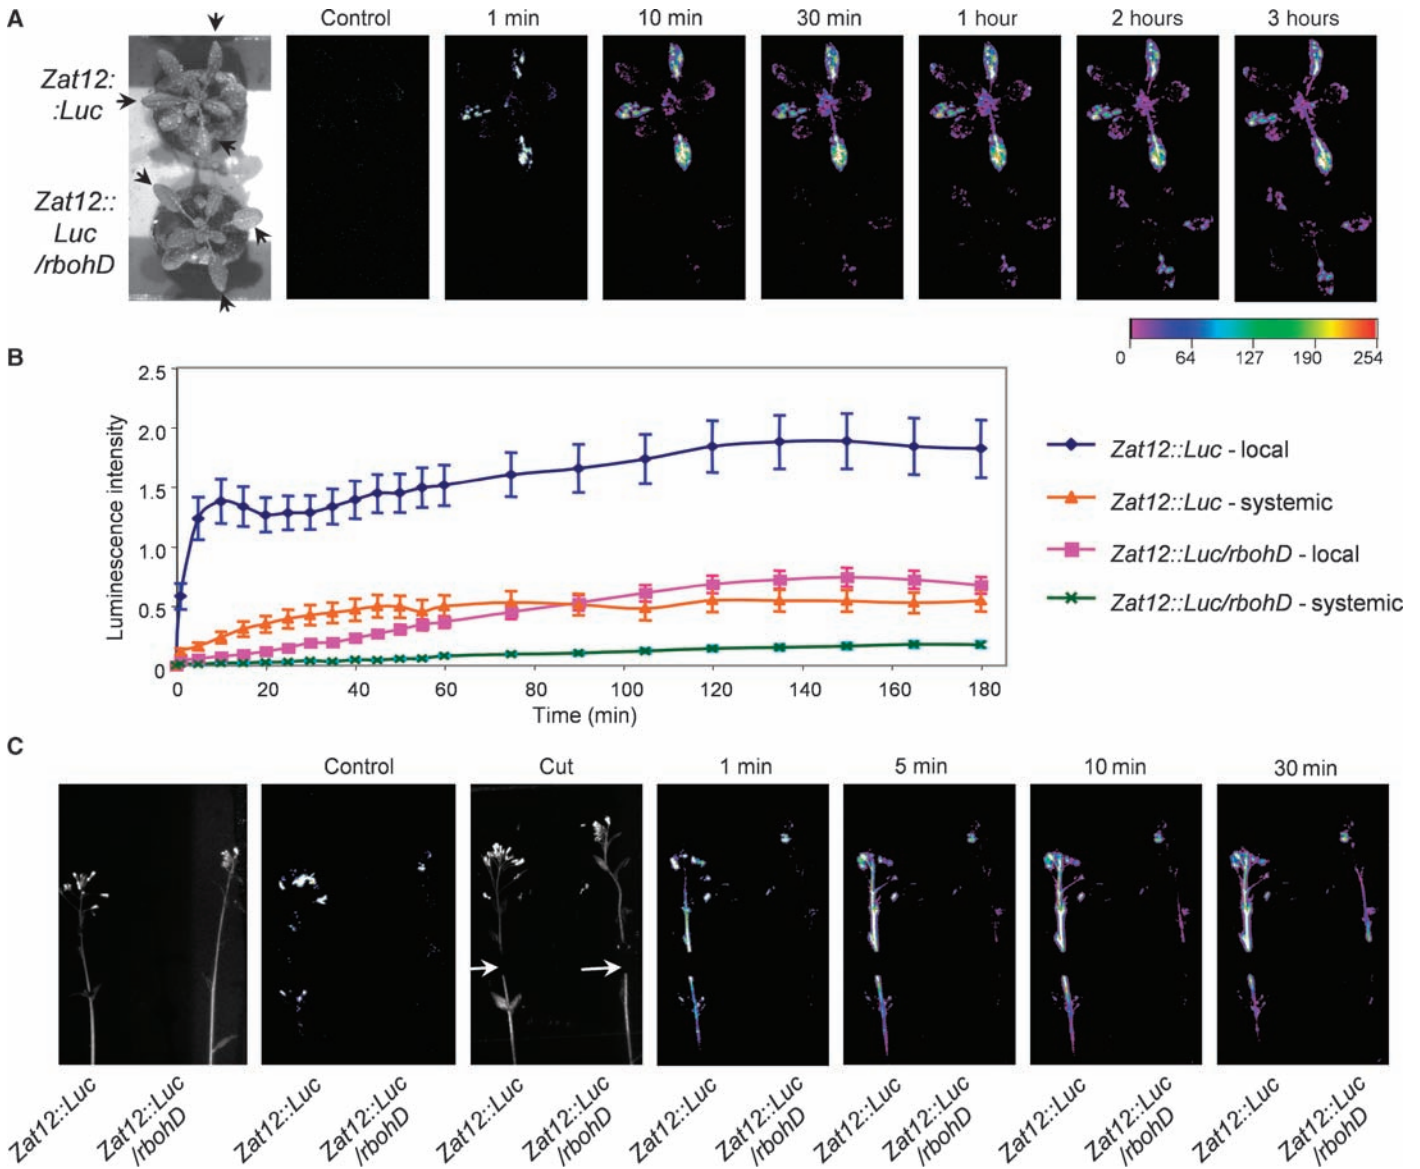 A
Control
1 min
10 min
30 min
1 hour
2 hours
3 hours
Zat12:
:Luc
Zat12::
Luc
/rbohD
0
64
127
190
254
B
2.5
2.0
1.5
1.0
0.5
0
Luminescence intensity
0
20
40
60
80
100
120
140
160
180
Time (min)
Zat12::Luc - local
Zat12::Luc - systemic
Zat12::Luc/rbohD - local
Zat12::Luc/rbohD - systemic
C
Control
Cut
1 min
5 min
10 min
30 min
Zat12::Luc
Zat12::Luc
/rbohD
Zat12::Luc
Zat12::Luc
/rbohD
Zat12::Luc
Zat12::Luc
/rbohD
Zat12::Luc
Zat12::Luc
/rbohD
Zat12::Luc
Zat12::Luc
/rbohD
Zat12::Luc
Zat12::Luc
/rbohD
Zat12::Luc
Zat12::Luc
/rbohD